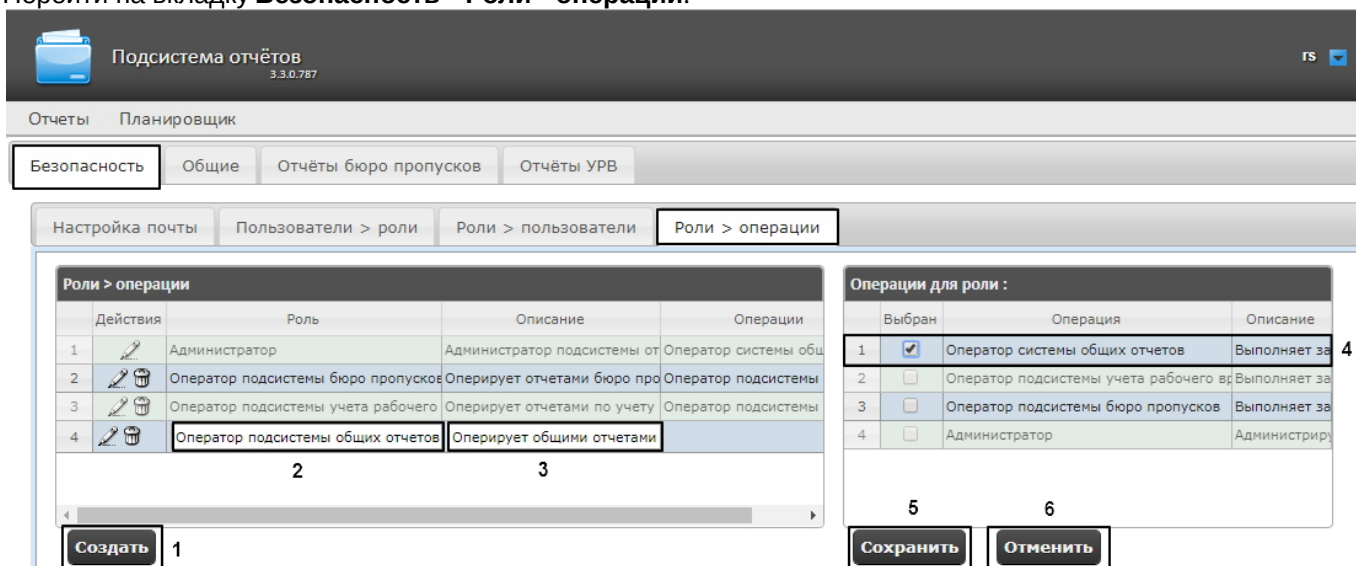 Перейти на вкладку Безопасность - Роли - операции.
Подсистема отчётов
3.3.0.787
rs
Отчеты Планировщик
Безопасность Общие Отчёты бюро пропусков Отчёты УРВ
Настройка почты Пользователи > роли Роли > пользователи Роли > операции
Роли > операции
Действия Роль Описание Операции
1 Администратор Администратор подсистемы от Оператор системы общ
2 Оператор подсистемы бюро пропусков Оперирует отчетами бюро про Оператор подсистемы
3 Оператор подсистемы учета рабочего Оперирует отчетами по учету Оператор подсистемы
4 Оператор подсистемы общих отчетов Оперирует общими отчетами
2 3
Создать 1
Операции для роли :
Выбран Операция Описание
1 Оператор системы общих отчетов Выполняет за 4
2 Оператор подсистемы учета рабочего вр Выполняет за
3 Оператор подсистемы бюро пропусков Выполняет за
4 Администратор Администриру
5 6
Сохранить Отменить